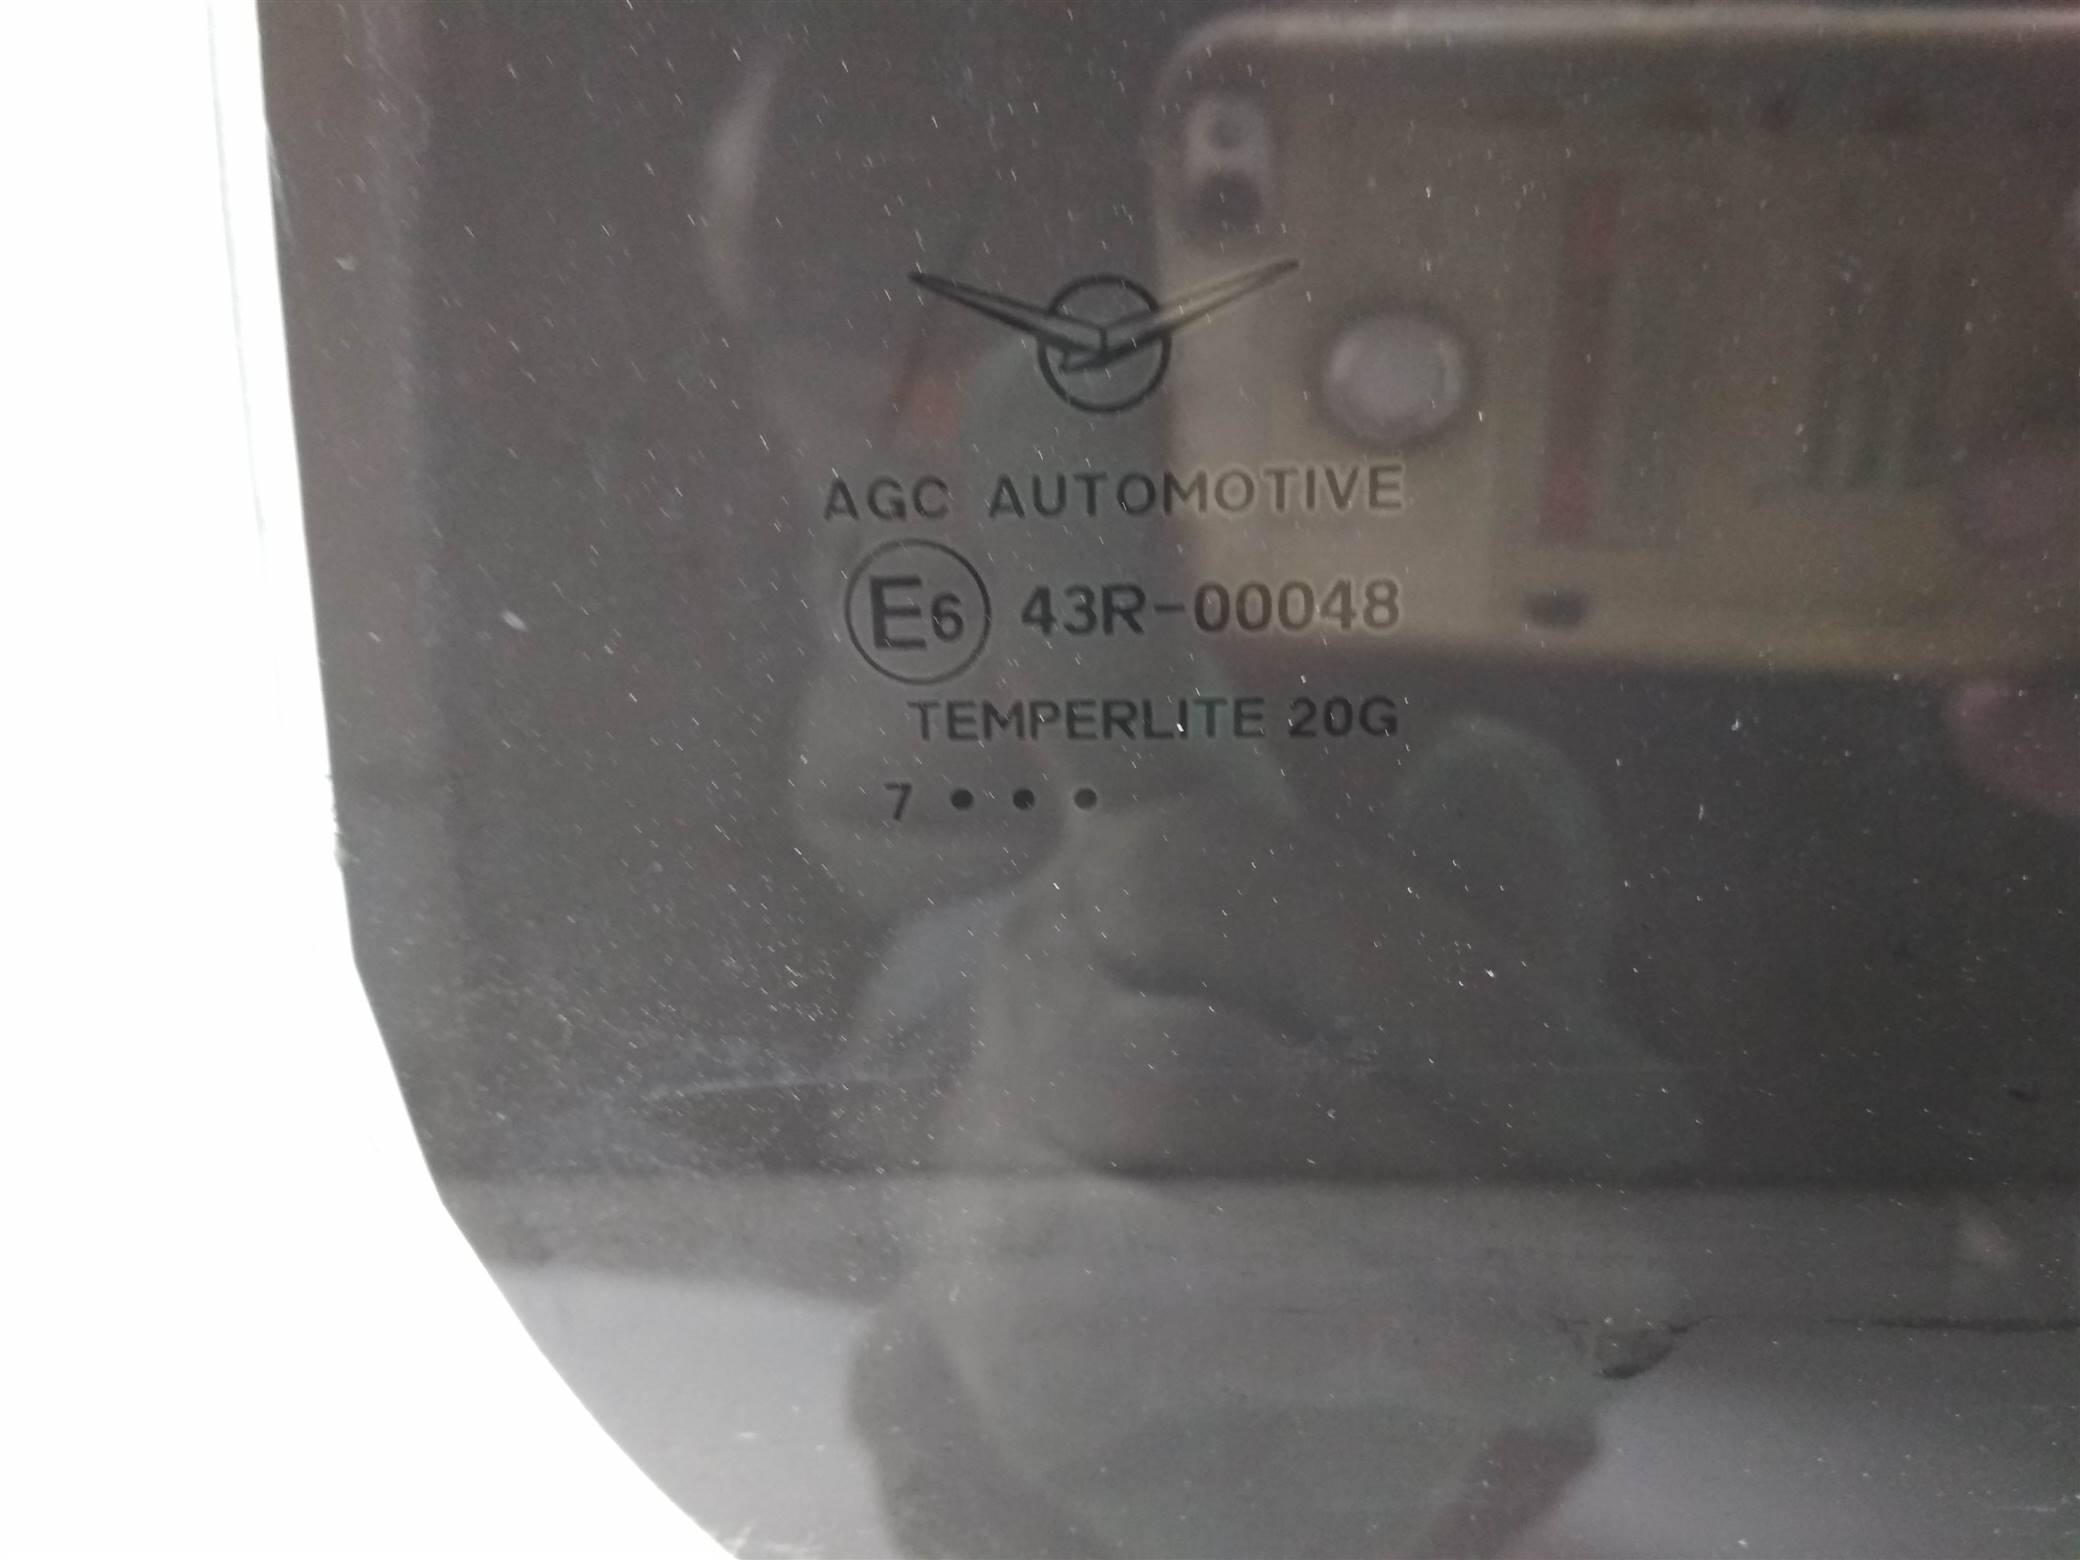 AGC AUTOMOTIVE
E6 43R-00048
TEMPERLITE 20G
7 • • •